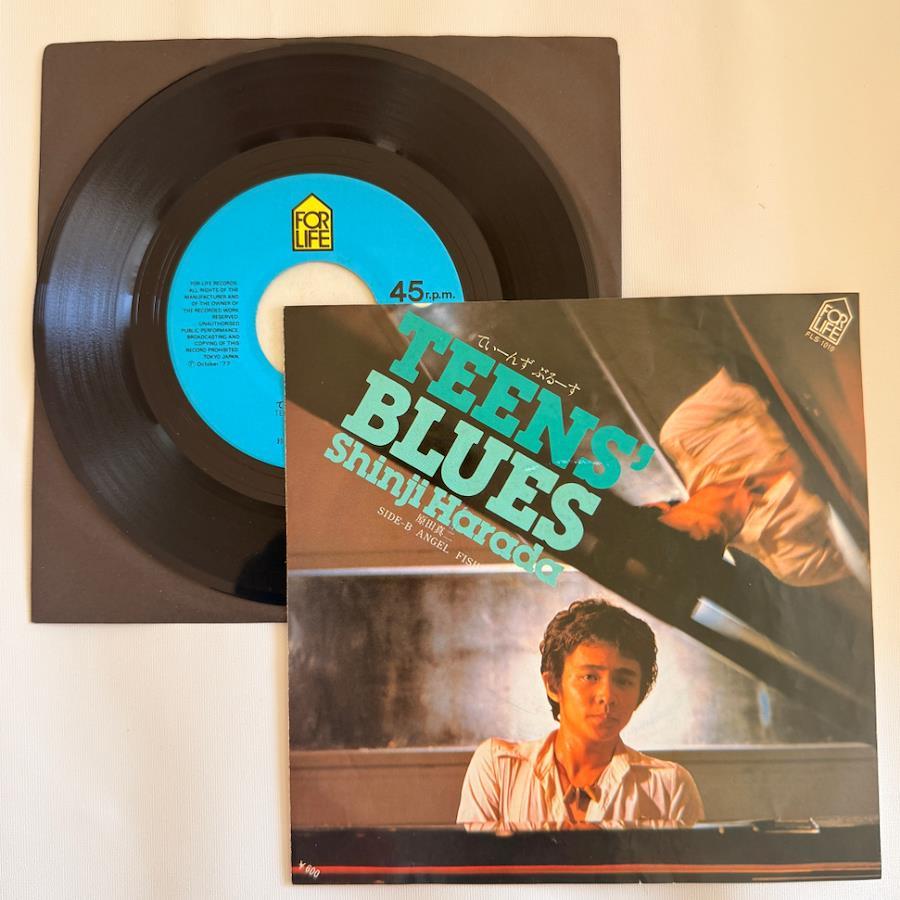 FOR
LIFE
45r.p.m.
FOR LIFE RECORDS.
ALL RIGHTS OF THE
MANUFACTURER AND
OF THE OWNER OF
THE RECORDED WORK
RESERVED.
UNAUTHORISED
PUBLIC PERFORMANCE,
BROADCASTING AND
COPYING OF THIS
RECORD PROHIBITED.
TOKYO JAPAN.
Ⓟ October '77
FOR
LIFE
FLS-1019
てぃーんず ぶるーす
TEENS'
BLUES
Shinji Harada
原田真二
SIDE-B ANGEL FISH
¥600